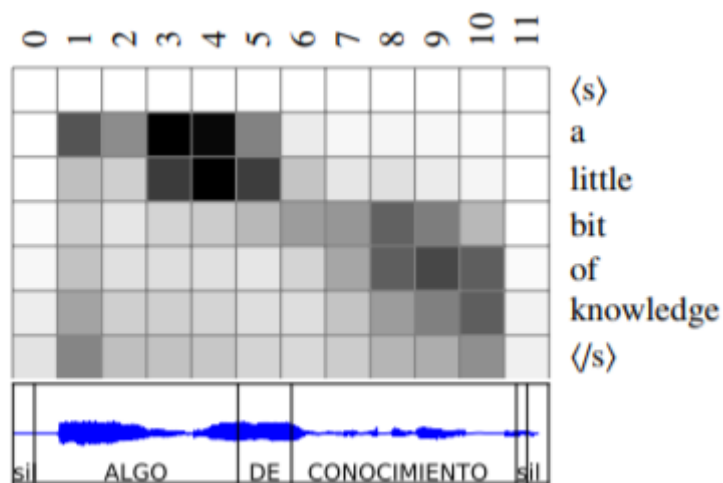 0 1 2 3 4 5 6 7 8 9 10 11
⟨s⟩
a
little
bit
of
knowledge
⟨/s⟩
sil ALGO DE CONOCIMIENTO sil